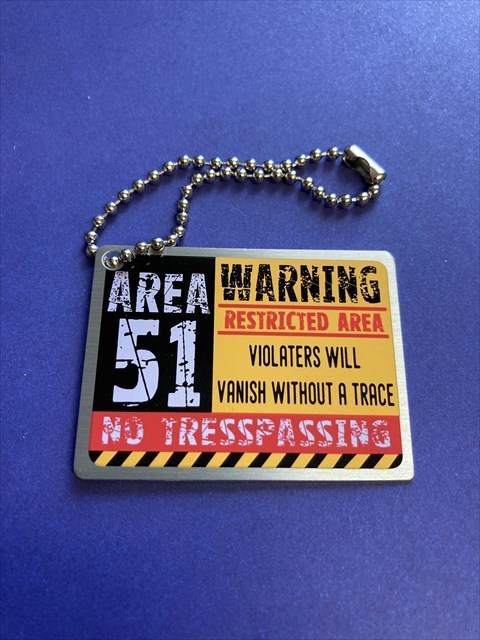 AREA
51
WARNING
RESTRICTED AREA
VIOLATERS WILL
VANISH WITHOUT A TRACE
NO TRESSPASSING